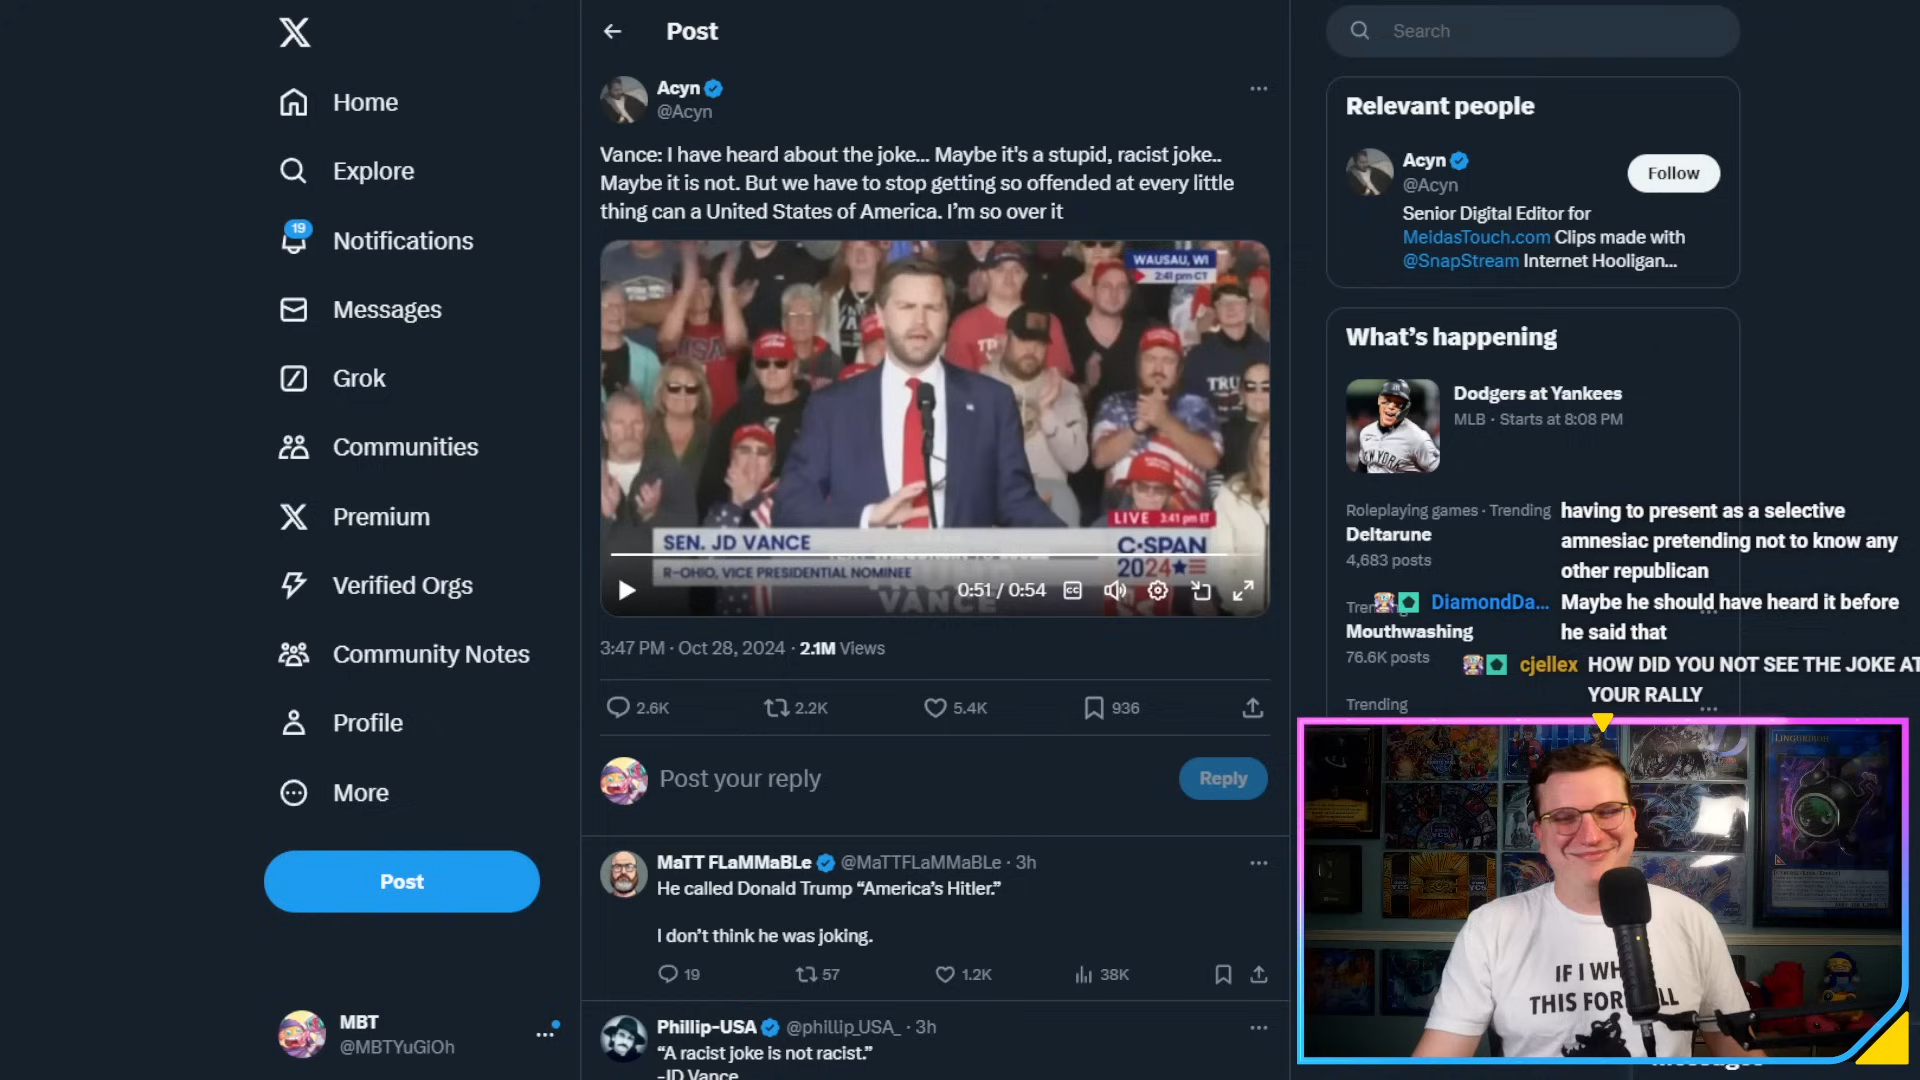 Home
Explore
19
Notifications
Messages
Grok
Communities
Premium
Verified Orgs
Community Notes
Profile
More
Post
MBT
@MBTYuGiOh
Post
Acyn
@Acyn
Vance: I have heard about the joke... Maybe it's a stupid, racist joke..
Maybe it is not. But we have to stop getting so offended at every little
thing can a United States of America. I'm so over it
WAUSAU, WI
2:41 pm CT
USA
TRU
LIVE 3:41 pm ET
SEN. JD VANCE
R-OHIO, VICE PRESIDENTIAL NOMINEE
C-SPAN
2024
VANCE
0:51 / 0:54
3:47 PM · Oct 28, 2024 · 2.1M Views
2.6K 2.2K 5.4K 936
Post your reply
Reply
MaTT FLaMMaBLe @MaTTFLaMMaBLe · 3h
He called Donald Trump “America’s Hitler.”
I don’t think he was joking.
19 57 1.2K 38K
Phillip-USA @phillip_USA_ · 3h
“A racist joke is not racist.”
-JD Vance
Search
Relevant people
Acyn
@Acyn
Follow
Senior Digital Editor for
MeidasTouch.com Clips made with
@SnapStream Internet Hooligan...
What’s happening
Dodgers at Yankees
MLB · Starts at 8:08 PM
Roleplaying games · Trending
Deltarune
4,683 posts
Mouthwashing
76.6K posts
Trending
having to present as a selective
amnesiac pretending not to know any
other republican
DiamondDa... Maybe he should have heard it before
he said that
cjellex HOW DID YOU NOT SEE THE JOKE AT
YOUR RALLY
LINGURIBOH
IF I WH
THIS FOR LL